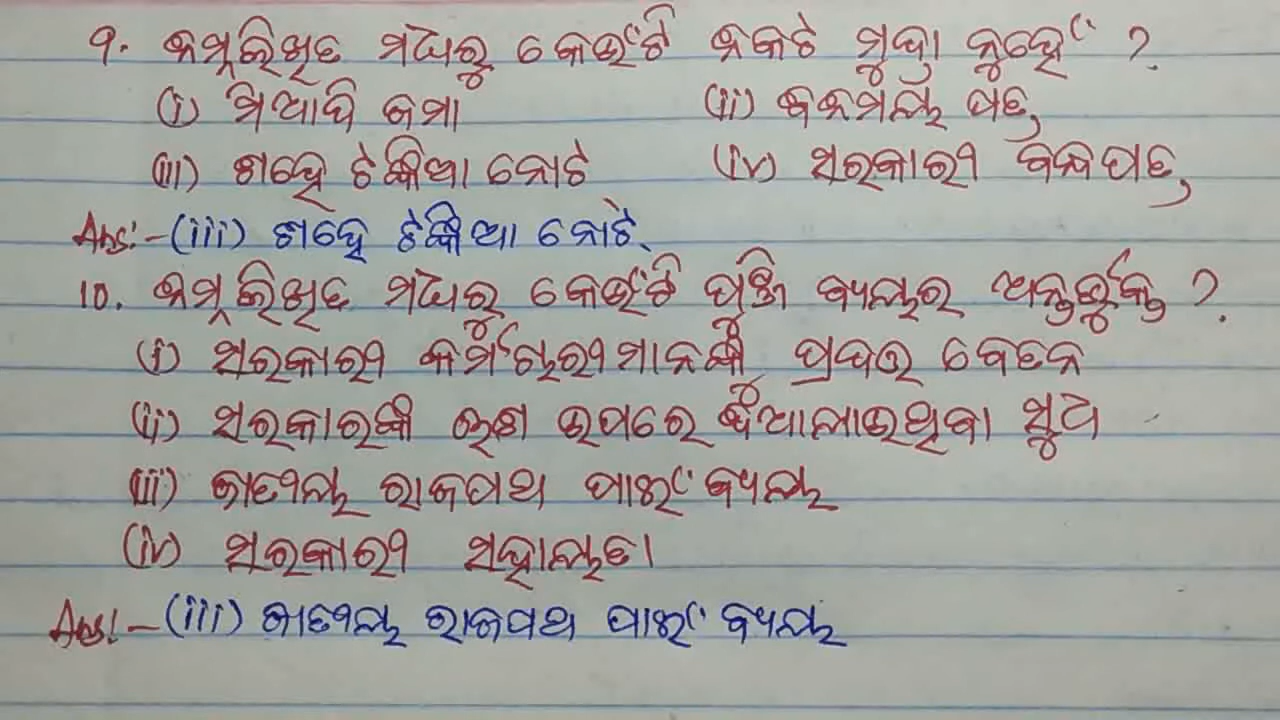 9. ନିମ୍ନଲିଖିତ ମଧ୍ୟରୁ କେଉଁଟି ନିକଟ ମୁଦ୍ରା ନୁହେଁ ?
(i) ମିଆଦି ଜମା (ii) ବିନିମୟ ପତ୍ର
(iii) ଶହେ ଟଙ୍କିଆ ନୋଟ (iv) ସରକାରୀ ବନ୍ଧପତ୍ର
Ans:- (iii) ଶହେ ଟଙ୍କିଆ ନୋଟ
10. ନିମ୍ନଲିଖିତ ମଧ୍ୟରୁ କେଉଁଟି ପୁଞ୍ଜି ବ୍ୟୟର ଅନ୍ତର୍ଭୁକ୍ତ ?
(i) ସରକାରୀ କର୍ମଚାରୀମାନଙ୍କୁ ପ୍ରଦତ୍ତ ବେତନ
(ii) ସରକାରଙ୍କ ଋଣ ଉପରେ ଦିଆଯାଉଥିବା ସୁଧ
(iii) ଜାତୀୟ ରାଜପଥ ପାଇଁ ବ୍ୟୟ
(iv) ସରକାରୀ ସହାୟତା
Ans:- (iii) ଜାତୀୟ ରାଜପଥ ପାଇଁ ବ୍ୟୟ